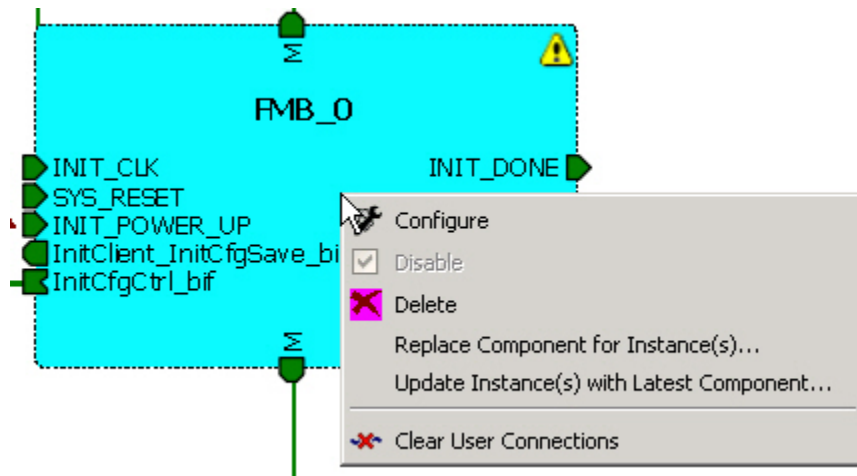 M
FMB_0
INIT_CLK INIT_DONE
SYS_RESET
INIT_POWER_UP
InitClient_InitCfgSave_bi
InitCfgCtrl_bif
M
Configure
Disable
Delete
Replace Component for Instance(s)...
Update Instance(s) with Latest Component...
Clear User Connections